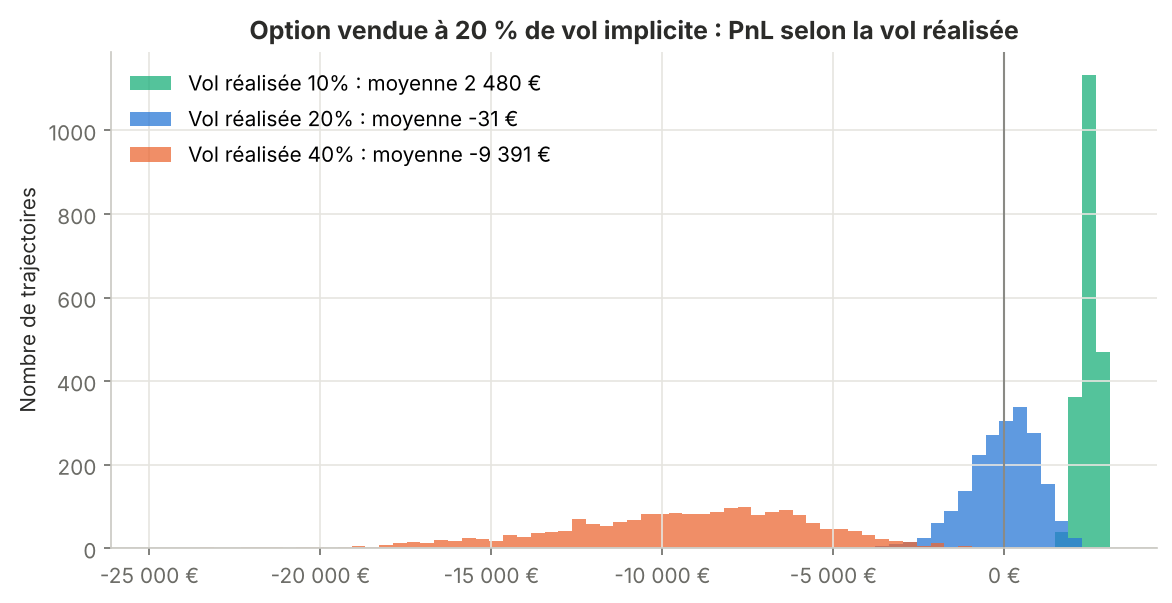 Option vendue à 20 % de vol implicite : PnL selon la vol réalisée
Vol réalisée 10% : moyenne 2 480 €
Vol réalisée 20% : moyenne -31 €
Vol réalisée 40% : moyenne -9 391 €
Nombre de trajectoires
1000
800
600
400
200
0
-25 000 €
-20 000 €
-15 000 €
-10 000 €
-5 000 €
0 €